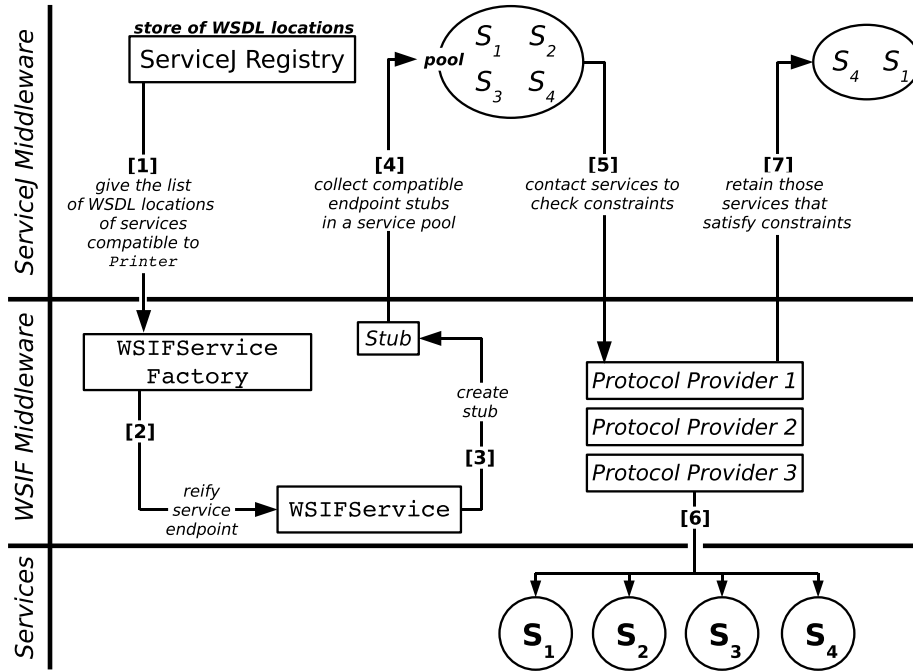 ServiceJ Middleware
store of WSDL locations
ServiceJ Registry
[1]
give the list
of WSDL locations
of services
compatible to
Printer
[4]
collect compatible
endpoint stubs
in a service pool
pool
S1 S2
S3 S4
[5]
contact services to
check constraints
[7]
retain those
services that
satisfy constraints
S4 S1
WSIF Middleware
WSIFService
Factory
[2]
reify
service
endpoint
WSIFService
[3]
create
stub
Stub
Protocol Provider 1
Protocol Provider 2
Protocol Provider 3
[6]
Services
S1 S2 S3 S4